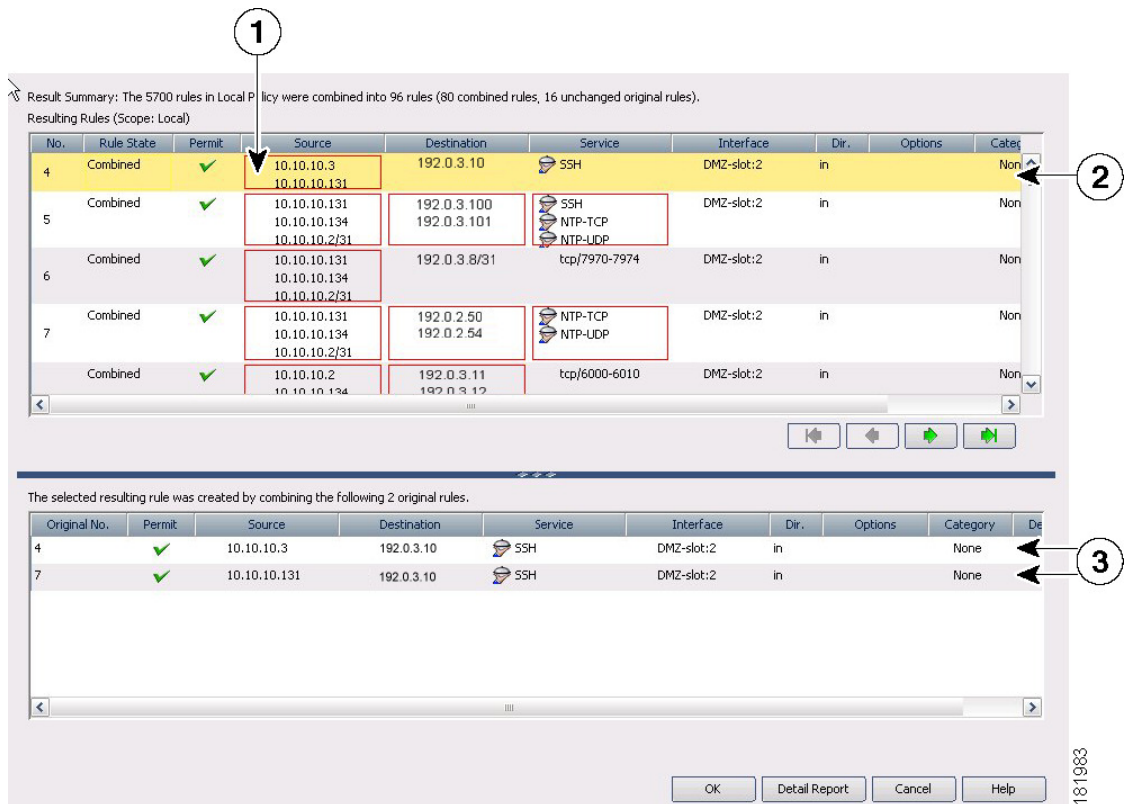 1
Result Summary: The 5700 rules in Local Policy were combined into 96 rules (80 combined rules, 16 unchanged original rules).
Resulting Rules (Scope: Local)
No. Rule State Permit Source Destination Service Interface Dir. Options Categ
4 Combined 10.10.10.3 192.0.3.10 SSH DMZ-slot:2 in Non
10.10.10.131
2
5 Combined 10.10.10.131 192.0.3.100 SSH DMZ-slot:2 in Non
10.10.10.134 192.0.3.101 NTP-TCP
10.10.10.2/31 NTP-UDP
6 Combined 10.10.10.131 192.0.3.8/31 tcp/7970-7974 DMZ-slot:2 in Non
10.10.10.134
10.10.10.2/31
7 Combined 10.10.10.131 192.0.2.50 NTP-TCP DMZ-slot:2 in Non
10.10.10.134 192.0.2.54 NTP-UDP
10.10.10.2/31
Combined 10.10.10.2 192.0.3.11 tcp/6000-6010 DMZ-slot:2 in Non
10.10.10.134 192.0.3.12
The selected resulting rule was created by combining the following 2 original rules.
Original No. Permit Source Destination Service Interface Dir. Options Category De
4 10.10.10.3 192.0.3.10 SSH DMZ-slot:2 in None
3
7 10.10.10.131 192.0.3.10 SSH DMZ-slot:2 in None
OK Detail Report Cancel Help
181983